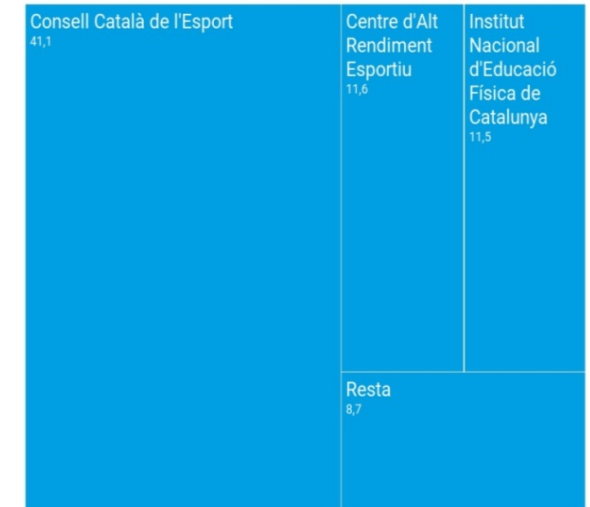 Consell Català de l'Esport
41,1
Centre d'Alt
Rendiment
Esportiu
11,6
Institut
Nacional
d'Educació
Física de
Catalunya
11,5
Resta
8,7